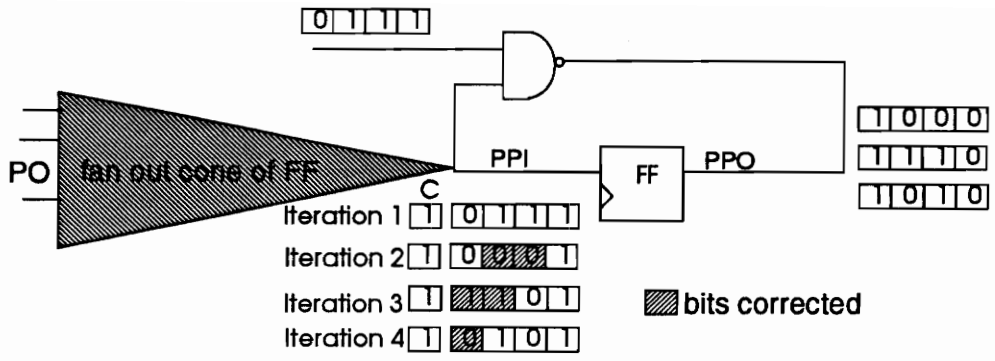 0 1 1 1
1 0 0 0
PPI
FF
PPO
1 1 1 0
PO
fan out cone of FF
C
1 0 1 0
Iteration 1 1 0 1 1 1
Iteration 2 1 0 0 0 1
Iteration 3 1 1 1 0 1
bits corrected
Iteration 4 1 0 1 0 1